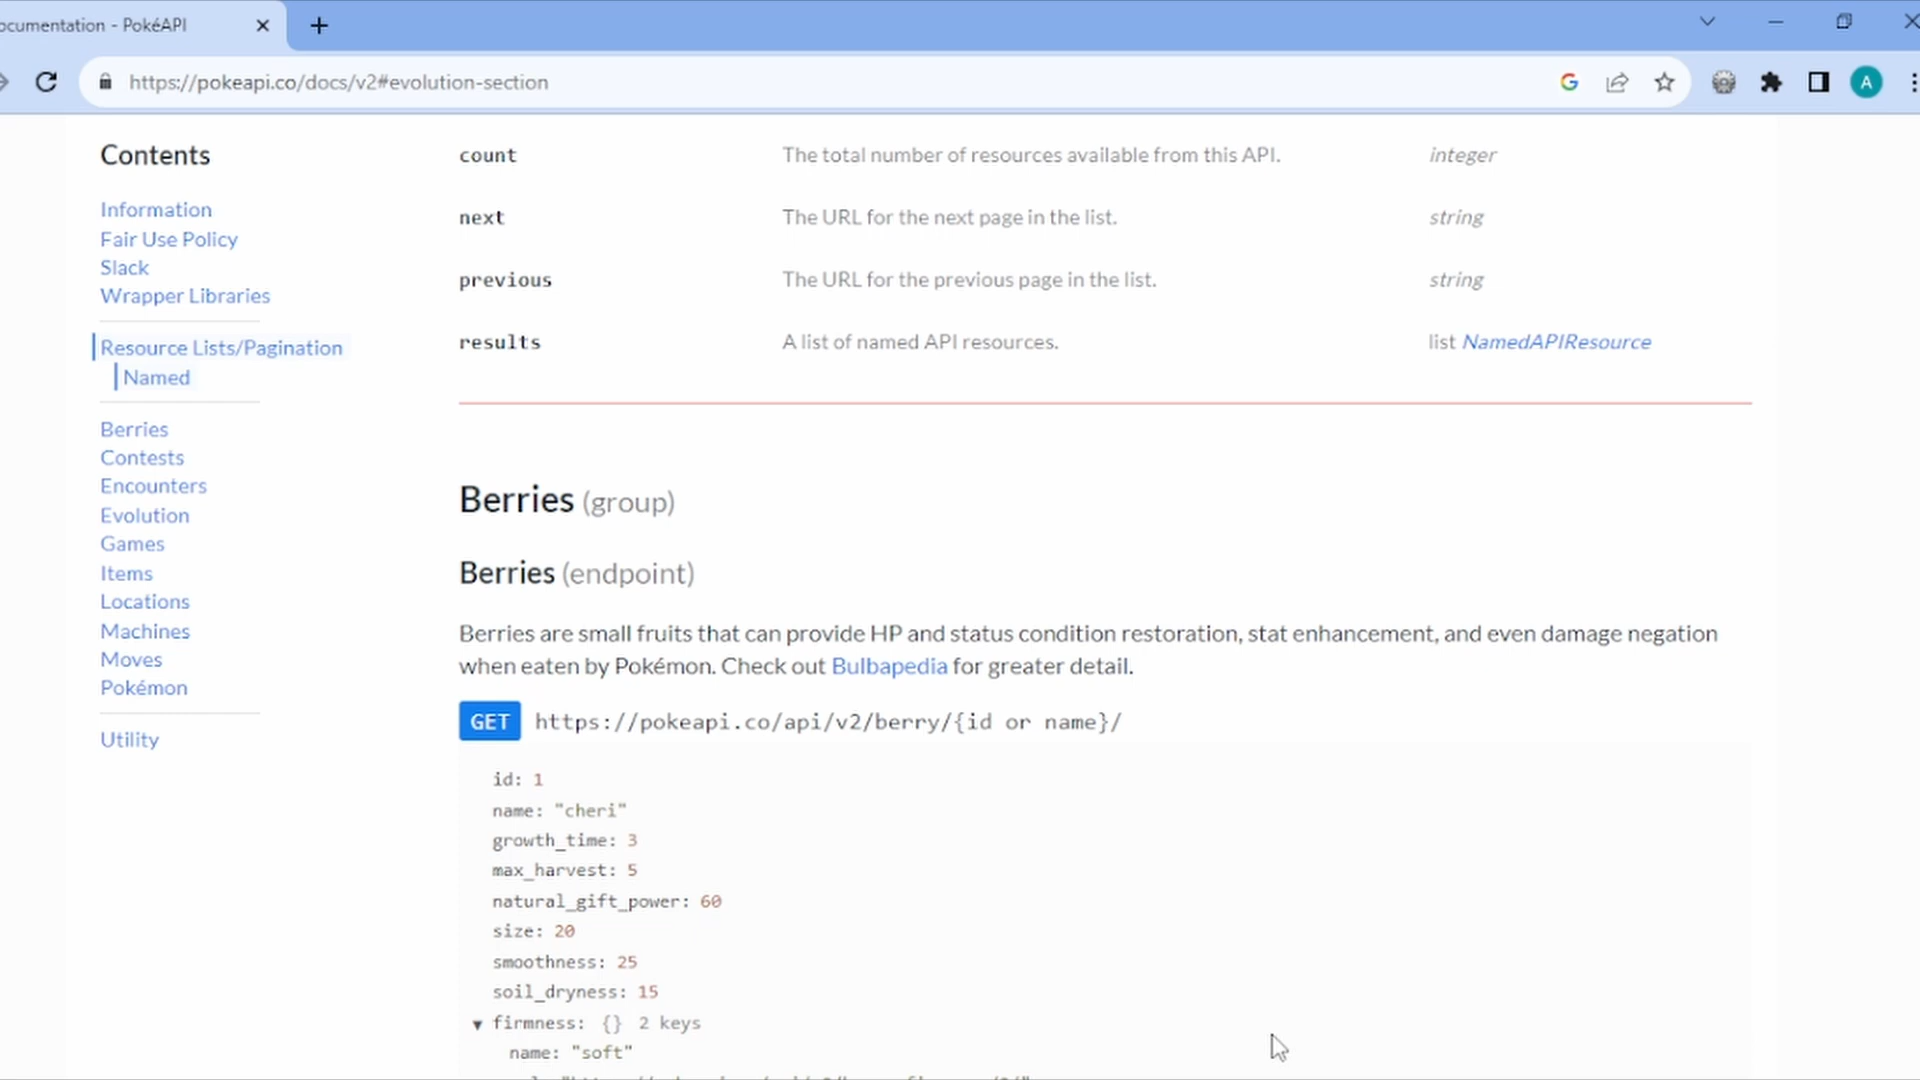 ocumentation - PokéAPI
https://pokeapi.co/docs/v2#evolution-section
A
Contents
Information
Fair Use Policy
Slack
Wrapper Libraries
Resource Lists/Pagination
Named
Berries
Contests
Encounters
Evolution
Games
Items
Locations
Machines
Moves
Pokémon
Utility
count The total number of resources available from this API. integer
next The URL for the next page in the list. string
previous The URL for the previous page in the list. string
results A list of named API resources. list NamedAPIResource
Berries (group)
Berries (endpoint)
Berries are small fruits that can provide HP and status condition restoration, stat enhancement, and even damage negation
when eaten by Pokémon. Check out Bulbapedia for greater detail.
GET https://pokeapi.co/api/v2/berry/{id or name}/
id: 1
name: "cheri"
growth_time: 3
max_harvest: 5
natural_gift_power: 60
size: 20
smoothness: 25
soil_dryness: 15
▼ firmness: {} 2 keys
name: "soft"